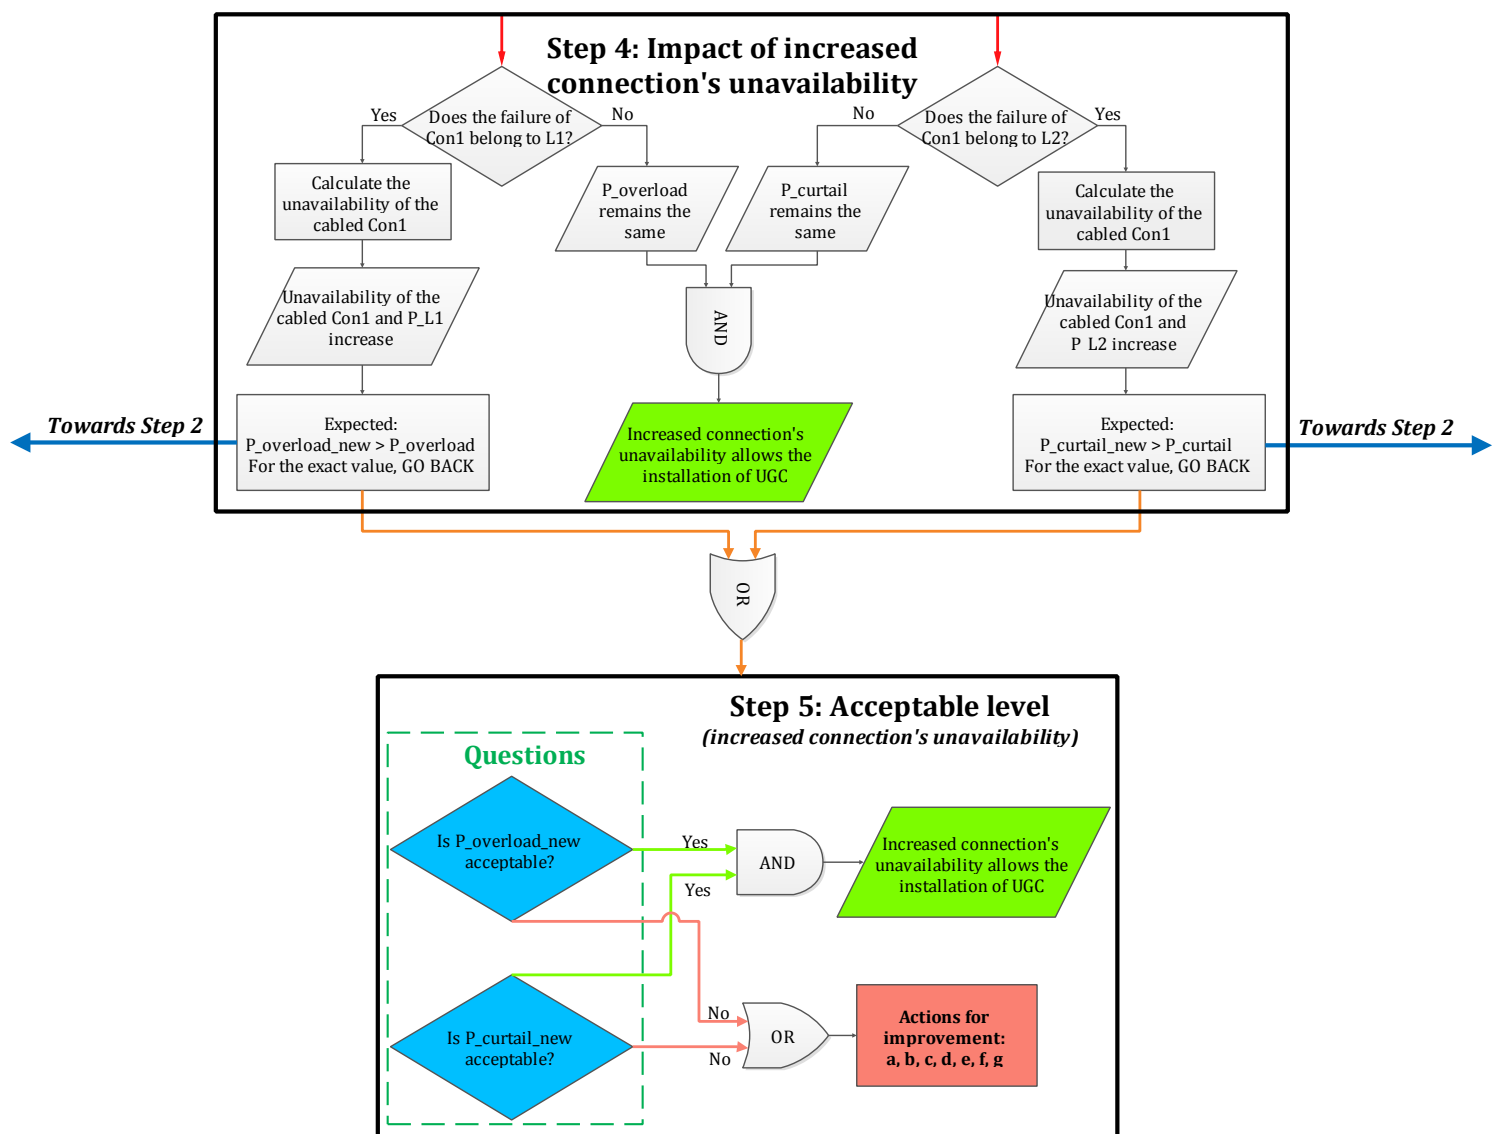 Step 4: Impact of increased
connection's unavailability
Yes
Does the failure of
Con1 belong to L1?
No
No
Does the failure of
Con1 belong to L2?
Yes
Calculate the
unavailability of the
cabled Con1
P_overload
remains the
same
P_curtail
remains the
same
Calculate the
unavailability of the
cabled Con1
Unavailability of the
cabled Con1 and P_L1
increase
AND
Unavailability of the
cabled Con1 and
P L2 increase
Towards Step 2
Expected:
P_overload_new > P_overload
For the exact value, GO BACK
Increased connection's
unavailability allows the
installation of UGC
Expected:
P_curtail_new > P_curtail
For the exact value, GO BACK
Towards Step 2
OR
Step 5: Acceptable level
(increased connection's unavailability)
Questions
Is P_overload_new
acceptable?
Yes
Yes
AND
Increased connection's
unavailability allows the
installation of UGC
Is P_curtail_new
acceptable?
No
No
OR
Actions for
improvement:
a, b, c, d, e, f, g